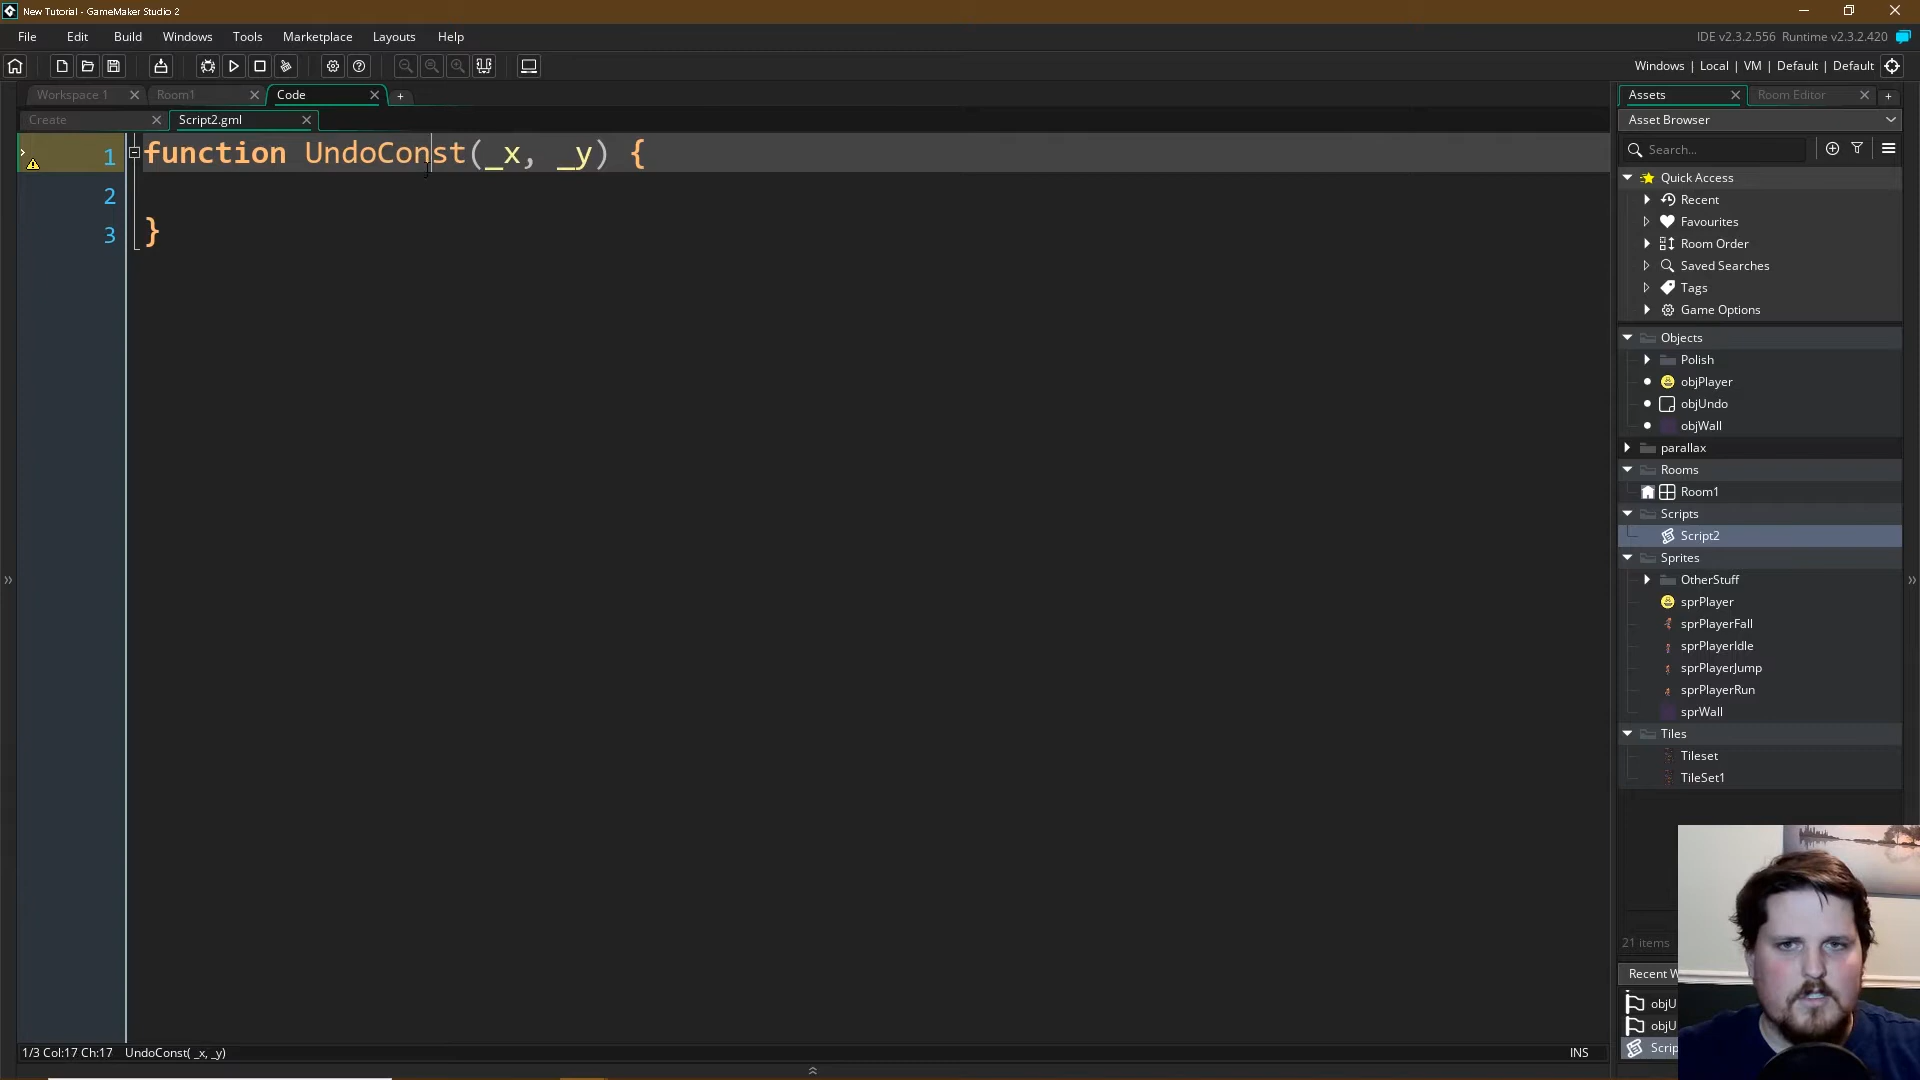 New Tutorial - GameMaker Studio 2
File Edit Build Windows Tools Marketplace Layouts Help
IDE v2.3.2.556 Runtime v2.3.2.420
Windows | Local | VM | Default | Default
Workspace 1
Room1
Code
Create
Script2.gml
1 function UndoConst(_x, _y) {
2
3 }
Assets
Room Editor
Asset Browser
Search...
Quick Access
Recent
Favourites
Room Order
Saved Searches
Tags
Game Options
Objects
Polish
objPlayer
objUndo
objWall
parallax
Rooms
Room1
Scripts
Script2
Sprites
OtherStuff
sprPlayer
sprPlayerFall
sprPlayerIdle
sprPlayerJump
sprPlayerRun
sprWall
Tiles
Tileset
TileSet1
21 items
Recent W
objU
objU
Scrip
1/3 Col:17 Ch:17 UndoConst( _x, _y)
INS